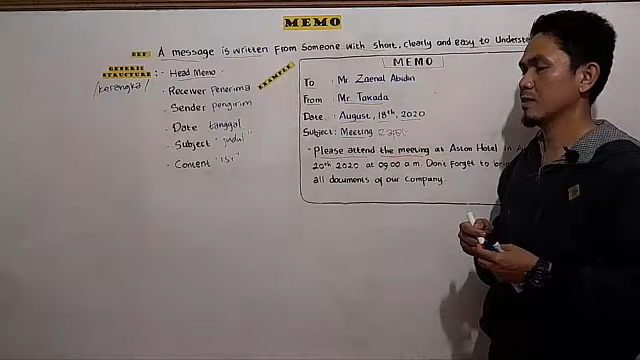 MEMO
DEF A message is written from someone with short, clearly and easy to Underst
GENERIC STRUCTURE : - Head Memo
/kerangka/
- Receiver penerima
- Sender pengirim
- Date tanggal
- Subject "judul"
- Content "isi"
EXAMPLE
MEMO
To : Mr. Zaenal Abidin
From : Mr. Takada
Date : August, 18th, 2020
Subject : Meeting
"Please attend the meeting at Aston Hotel in
20th 2020 at 09.00 a.m. Dont forget to
all documents of our company.